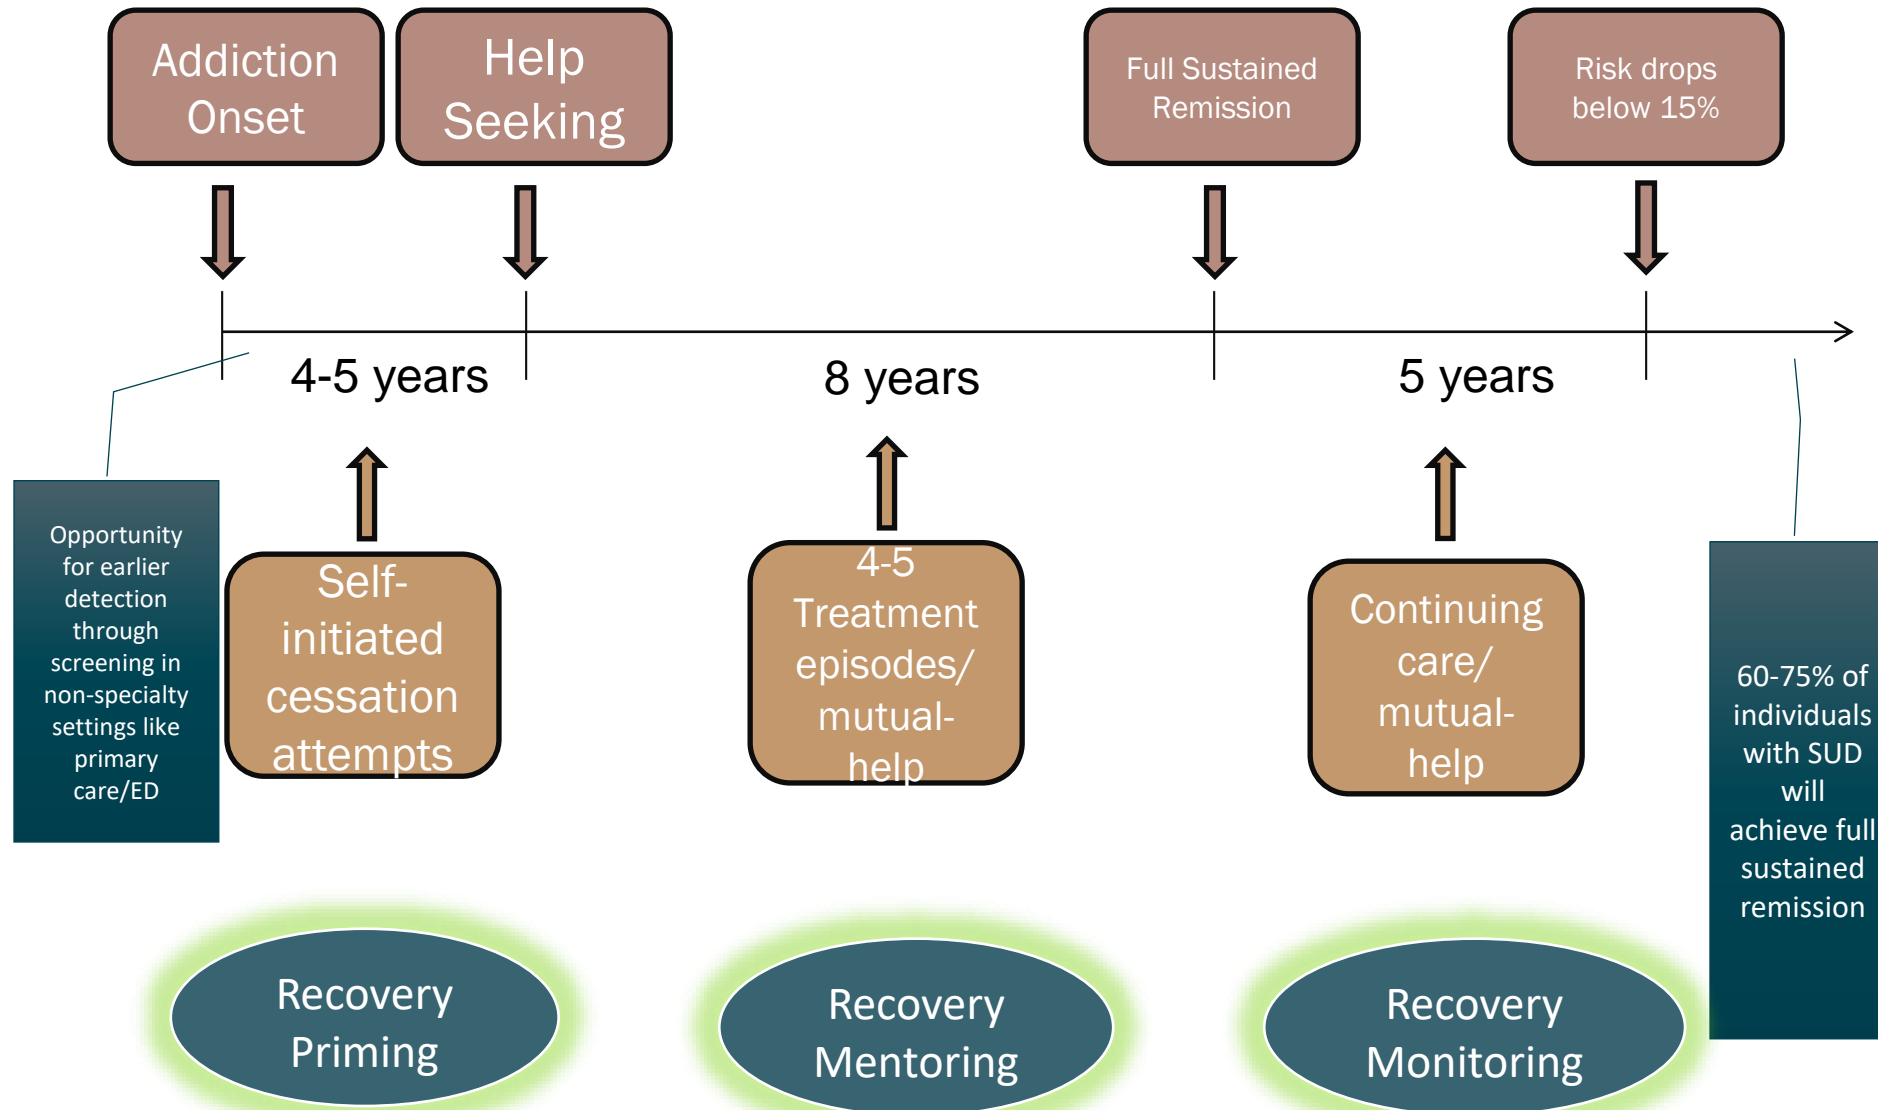 Addiction
Onset
Help
Seeking
Full Sustained
Remission
Risk drops
below 15%
4-5 years
8 years
5 years
Opportunity
for earlier
detection
through
screening in
non-specialty
settings like
primary
care/ED
Self-
initiated
cessation
attempts
4-5
Treatment
episodes/
mutual-
help
Continuing
care/
mutual-
help
60-75% of
individuals
with SUD
will
achieve full
sustained
remission
Recovery
Priming
Recovery
Mentoring
Recovery
Monitoring